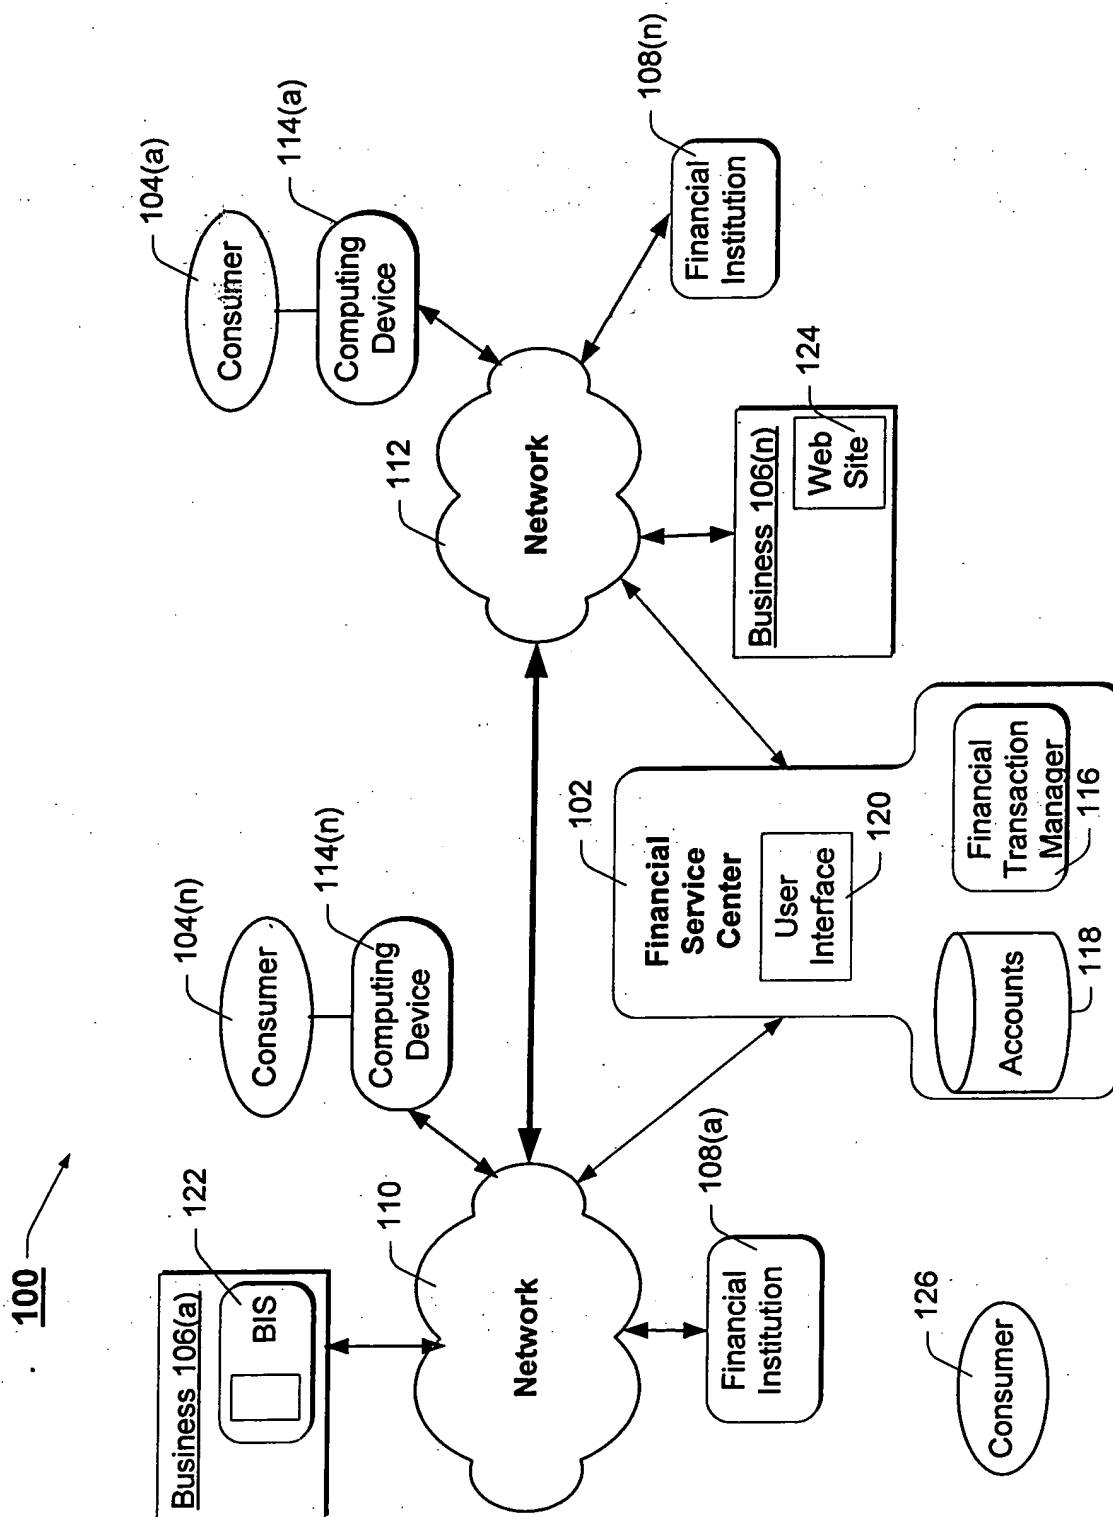 100
Business 106(a)
BIS
122
Network
110
Financial
Institution
108(a)
Consumer
126
Consumer
104(n)
Computing
Device
114(n)
Financial
Service
Center
102
User
Interface
120
Accounts
118
Financial
Transaction
Manager
116
Network
112
Consumer
104(a)
Computing
Device
114(a)
Business 106(n)
Web
Site
124
Financial
Institution
108(n)